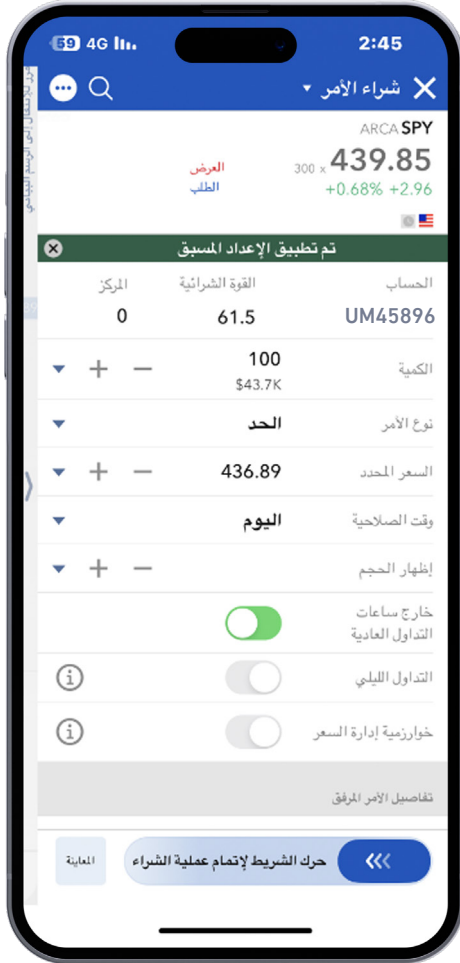 2:45
4G 59
شراء الأمر
ARCA SPY
439.85 x 300
+0.68% +2.96
العرض
الطلب
تم تطبيق الإعداد المسبق
الحساب القوة الشرائية المركز
UM45896 61.5 0
الكمية 100
$43.7K
نوع الأمر الحد
السعر المحدد 436.89
وقت الصلاحية اليوم
إظهار الحجم
خارج ساعات
التداول العادية
التداول الليلي
خوارزمية إدارة السعر
تفاصيل الأمر المرفق
حرك الشريط لإتمام عملية الشراء
المعاينة